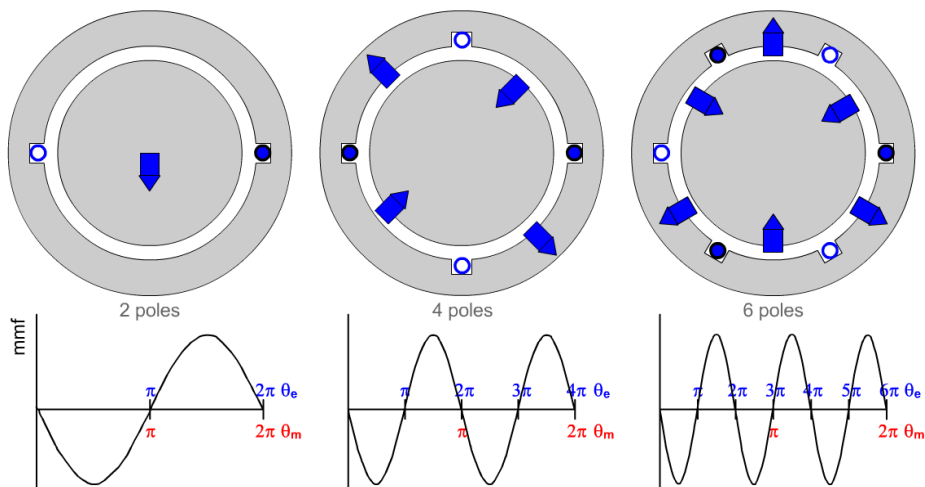 2 poles
4 poles
6 poles
mmf
π 2π θe
π 2π θm
π 2π 3π 4π θe
π 2π θm
π 2π 3π 4π 5π 6π θe
π 2π θm